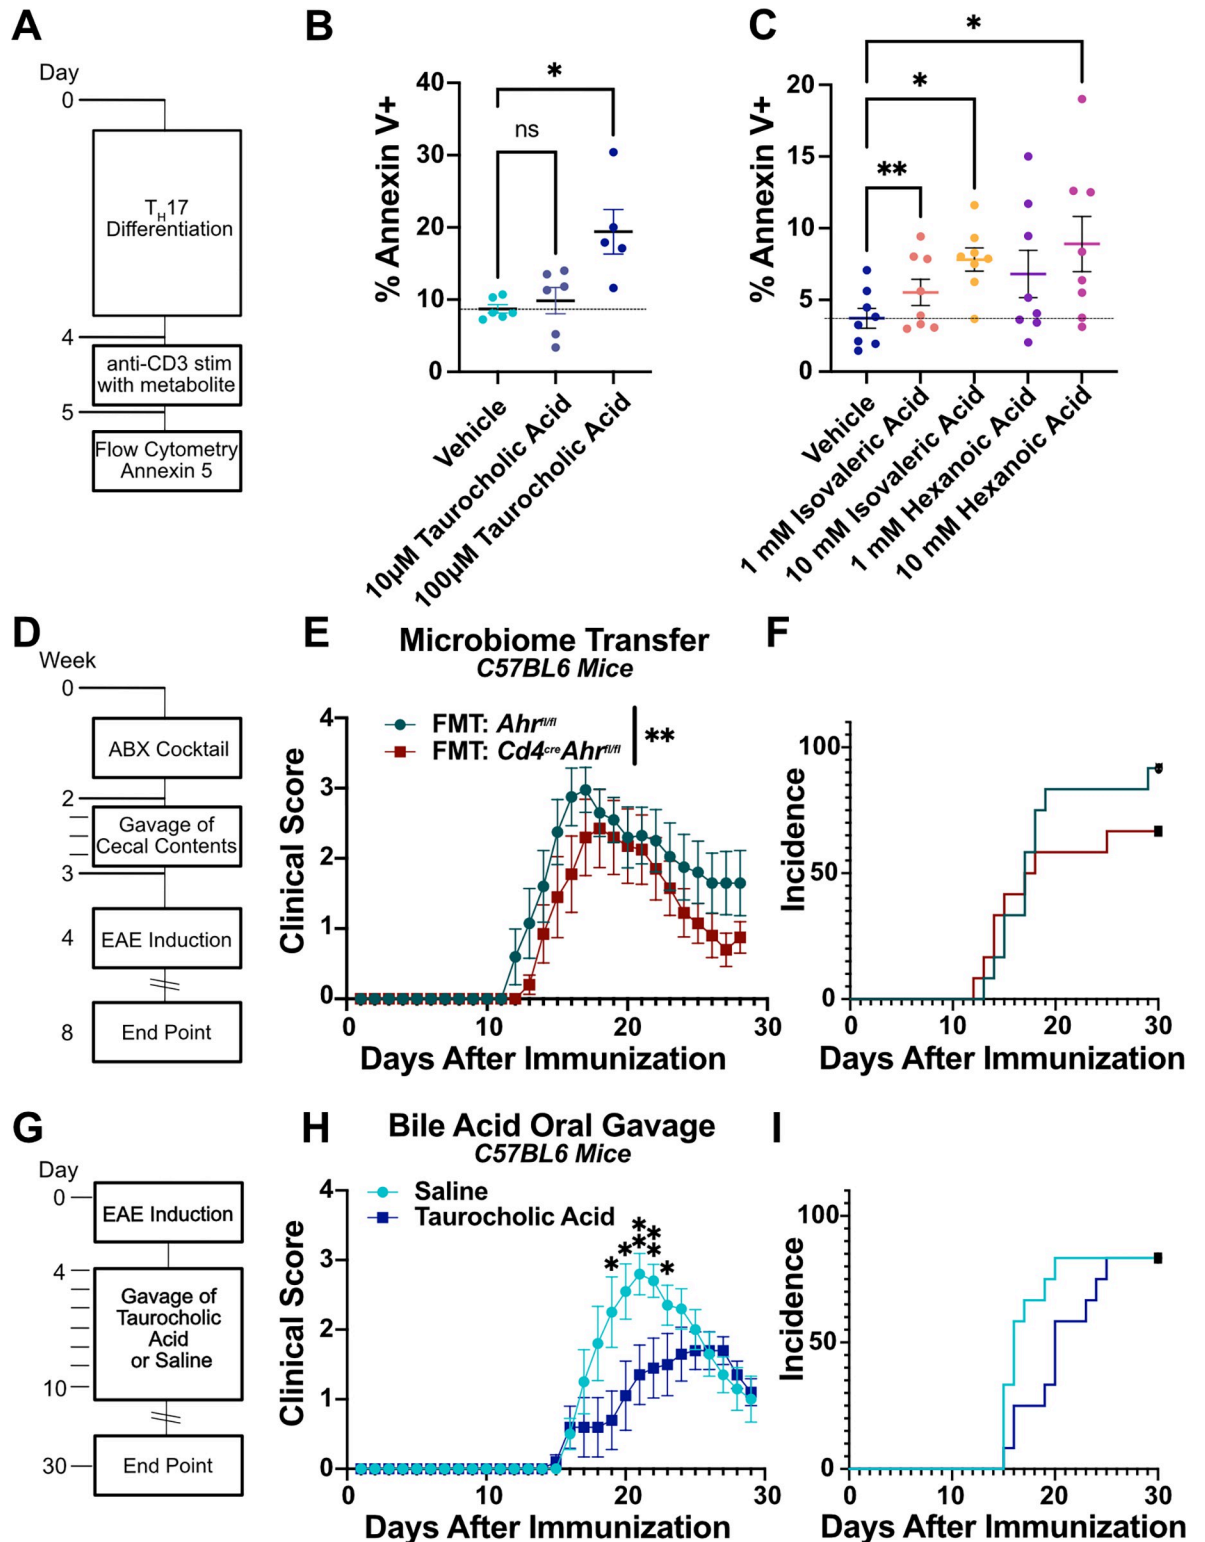 A
Day
0
T_H17
Differentiation
4
anti-CD3 stim
with metabolite
5
Flow Cytometry
Annexin 5
B
% Annexin V+
40
30
20
10
0
*
ns
Vehicle
10µM Taurocholic Acid
100µM Taurocholic Acid
C
% Annexin V+
20
15
10
5
0
*
*
**
Vehicle
1 mM Isovaleric Acid
10 mM Isovaleric Acid
1 mM Hexanoic Acid
10 mM Hexanoic Acid
D
Week
0
ABX Cocktail
2
Gavage of
Cecal Contents
3
4
EAE Induction
8
End Point
E
Microbiome Transfer
C57BL6 Mice
FMT: Ahr^fl/fl
FMT: Cd4^cre Ahr^fl/fl
**
Clinical Score
4
3
2
1
0
0
10
20
30
Days After Immunization
F
Incidence
100
50
0
0
10
20
30
Days After Immunization
G
Day
0
EAE Induction
4
Gavage of
Taurocholic
Acid
or Saline
10
30
End Point
H
Bile Acid Oral Gavage
C57BL6 Mice
Saline
Taurocholic Acid
*
*
**
**
*
Clinical Score
4
3
2
1
0
0
10
20
30
Days After Immunization
I
Incidence
100
50
0
0
10
20
30
Days After Immunization